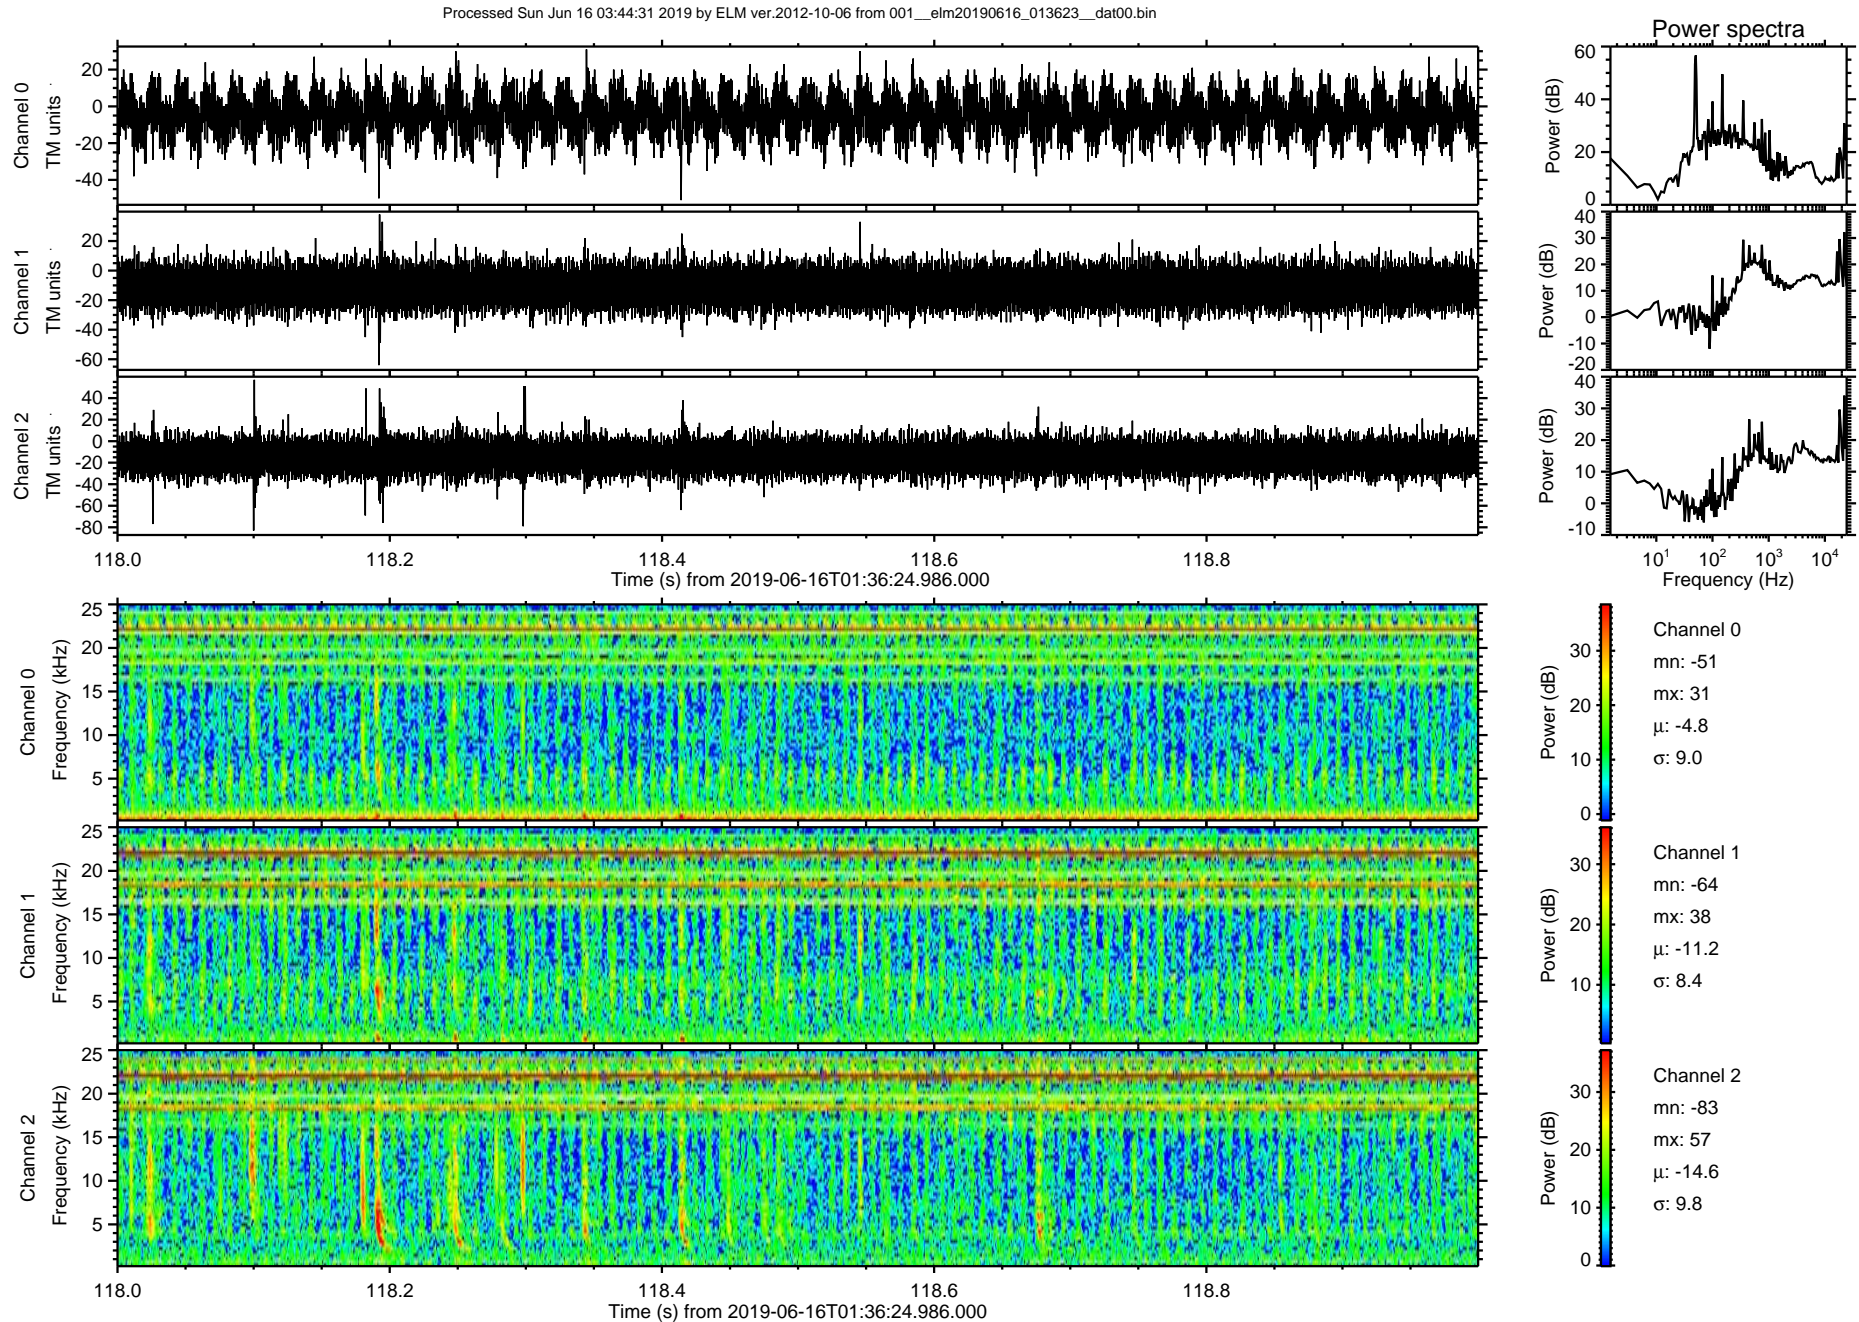 Processed Sun Jun 16 03:44:31 2019 by ELM ver.2012-10-06 from 001__elm20190616_013623__dat00.bin
Power spectra
Channel 0
TM units
20
0
-20
-40
Power (dB)
60
40
20
0
Channel 1
TM units
20
0
-20
-40
-60
Power (dB)
40
30
20
10
0
-10
-20
Channel 2
TM units
40
20
0
-20
-40
-60
-80
Power (dB)
40
30
20
10
0
-10
118.0 118.2 118.4 118.6 118.8
Time (s) from 2019-06-16T01:36:24.986.000
10¹ 10² 10³ 10⁴
Frequency (Hz)
Channel 0
Frequency (kHz)
25
20
15
10
5
Power (dB)
30
20
10
0
Channel 0
mn: -51
mx: 31
μ: -4.8
σ: 9.0
Channel 1
Frequency (kHz)
25
20
15
10
5
Power (dB)
30
20
10
Channel 1
mn: -64
mx: 38
μ: -11.2
σ: 8.4
Channel 2
Frequency (kHz)
25
20
15
10
5
Power (dB)
30
20
10
0
Channel 2
mn: -83
mx: 57
μ: -14.6
σ: 9.8
118.0 118.2 118.4 118.6 118.8
Time (s) from 2019-06-16T01:36:24.986.000